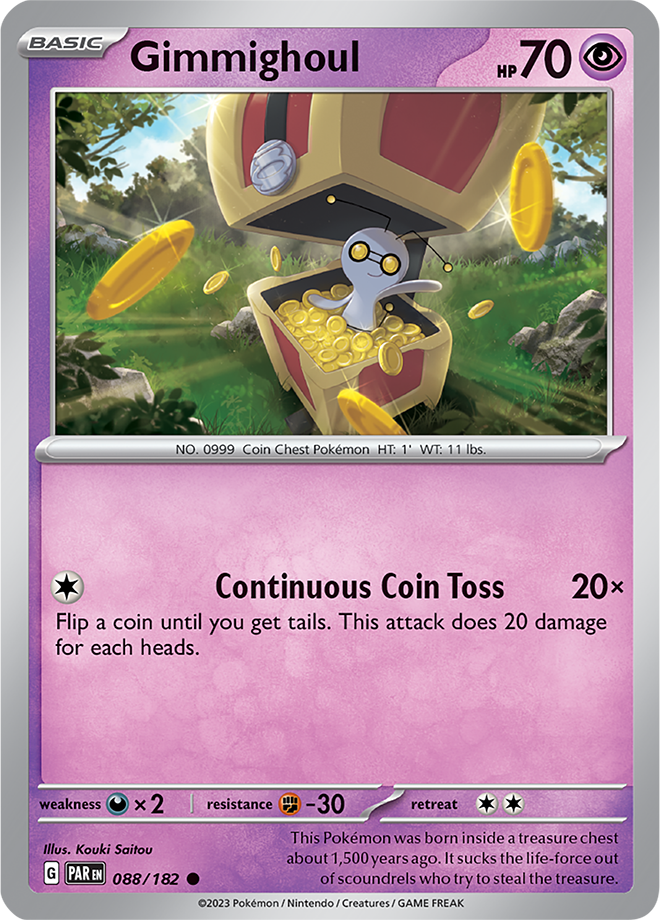 BASIC
Gimmighoul
HP 70
NO. 0999 Coin Chest Pokémon HT: 1' WT: 11 lbs.
Continuous Coin Toss 20×
Flip a coin until you get tails. This attack does 20 damage
for each heads.
weakness ×2 resistance -30 retreat
Illus. Kouki Saitou
G PAR EN 088/182
This Pokémon was born inside a treasure chest
about 1,500 years ago. It sucks the life-force out
of scoundrels who try to steal the treasure.
©2023 Pokémon / Nintendo / Creatures / GAME FREAK